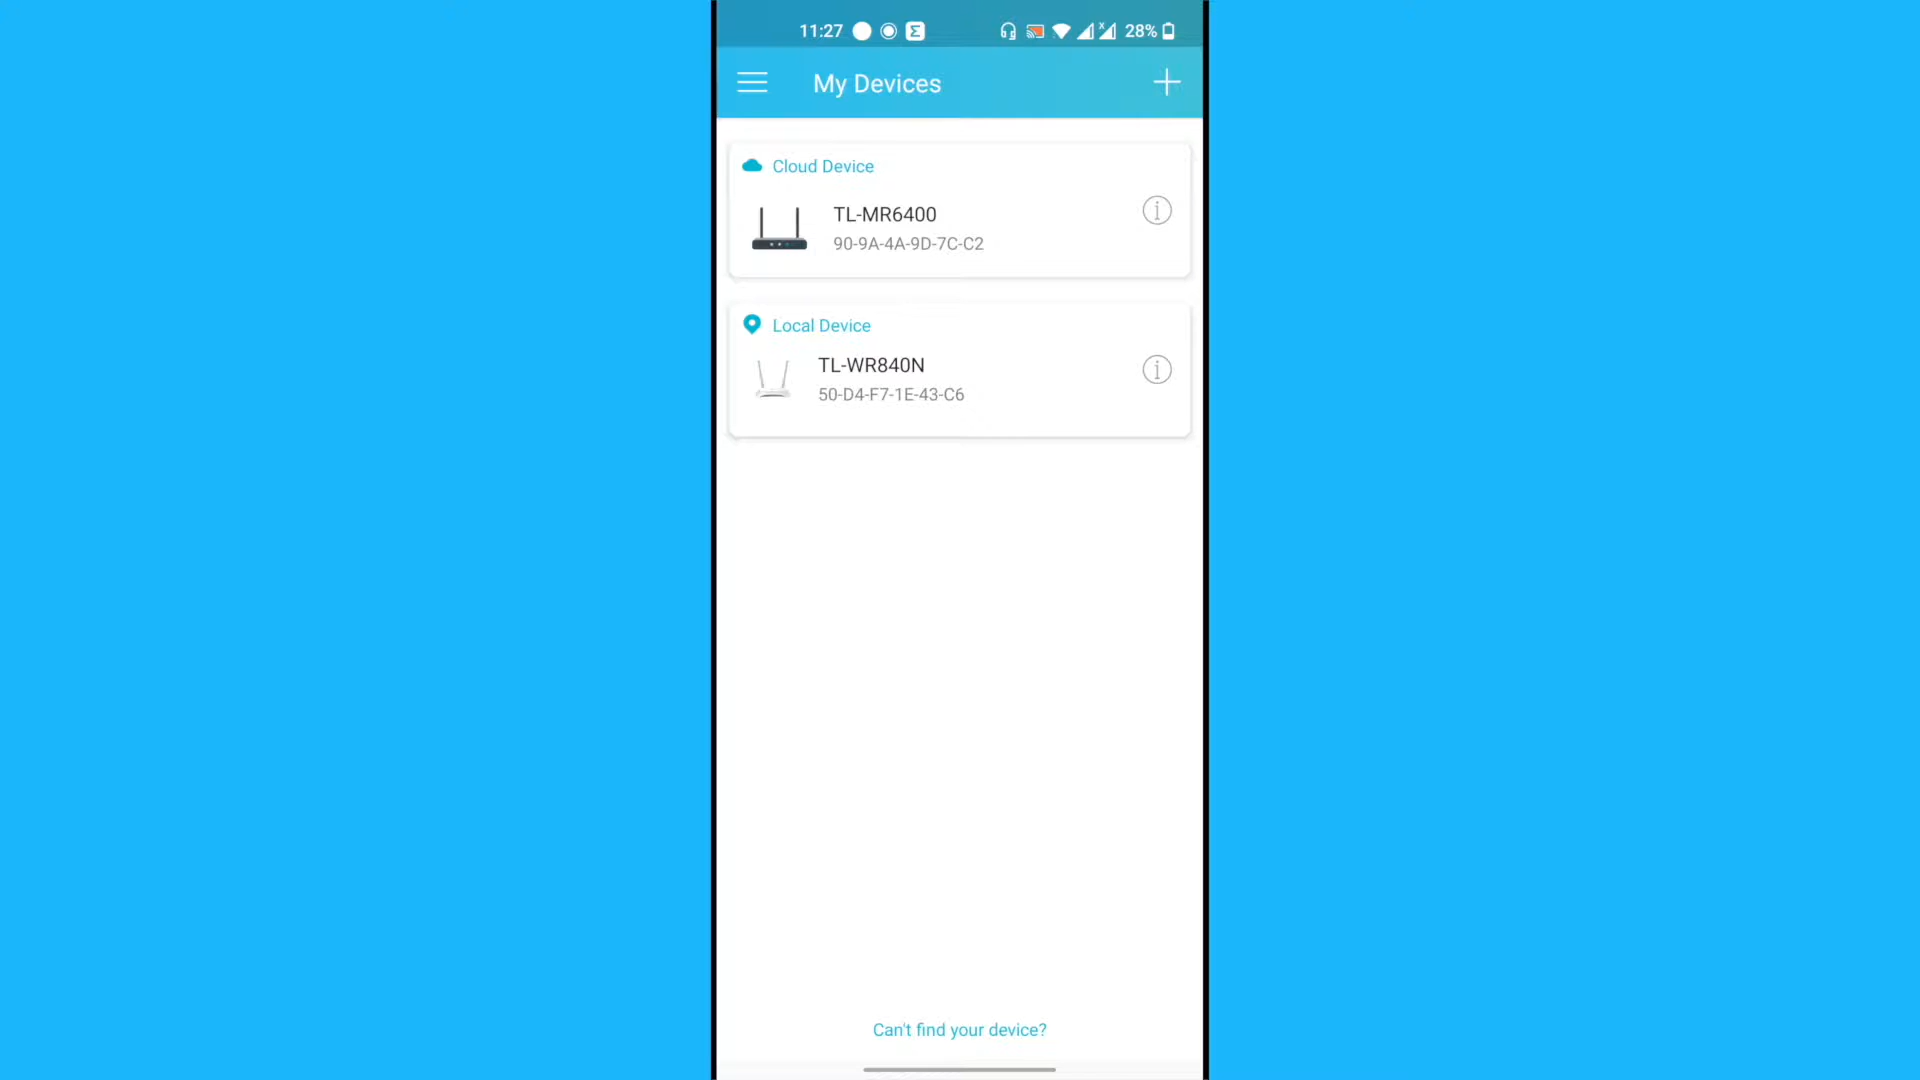 11:27 28%
My Devices
Cloud Device
TL-MR6400
90-9A-4A-9D-7C-C2
Local Device
TL-WR840N
50-D4-F7-1E-43-C6
Can't find your device?